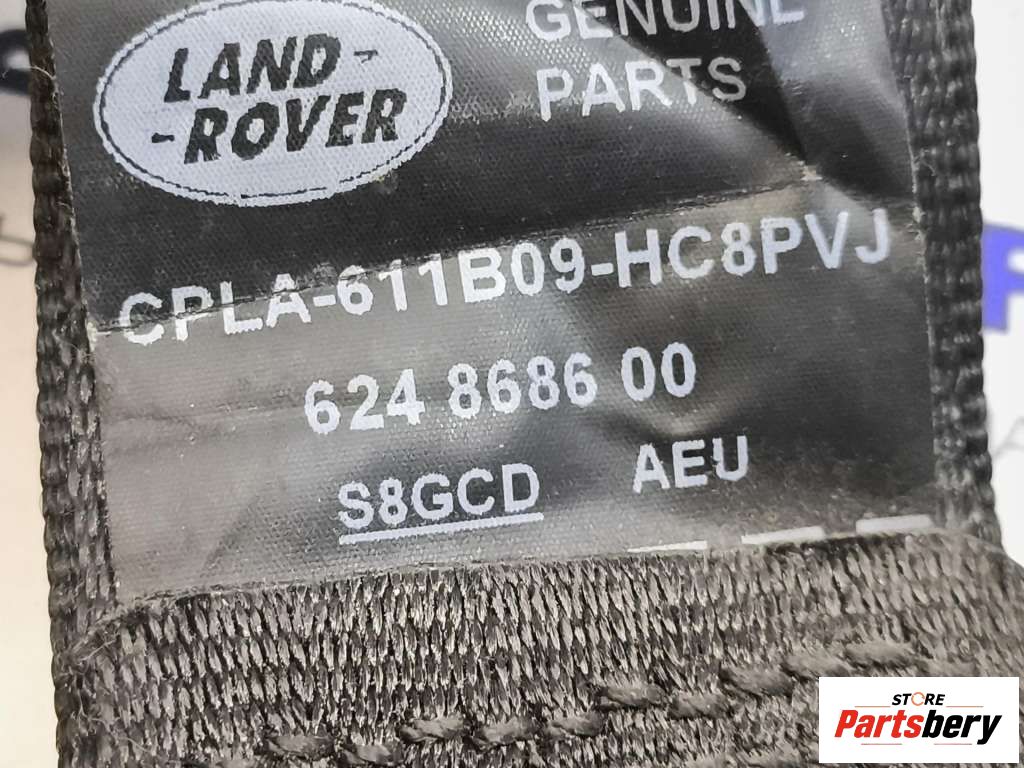 LAND-
-ROVER
GENUINE
PARTS
CPLA-611B09-HC8PVJ
624 8686 00
S8GCD AEU
STORE
Partsbery